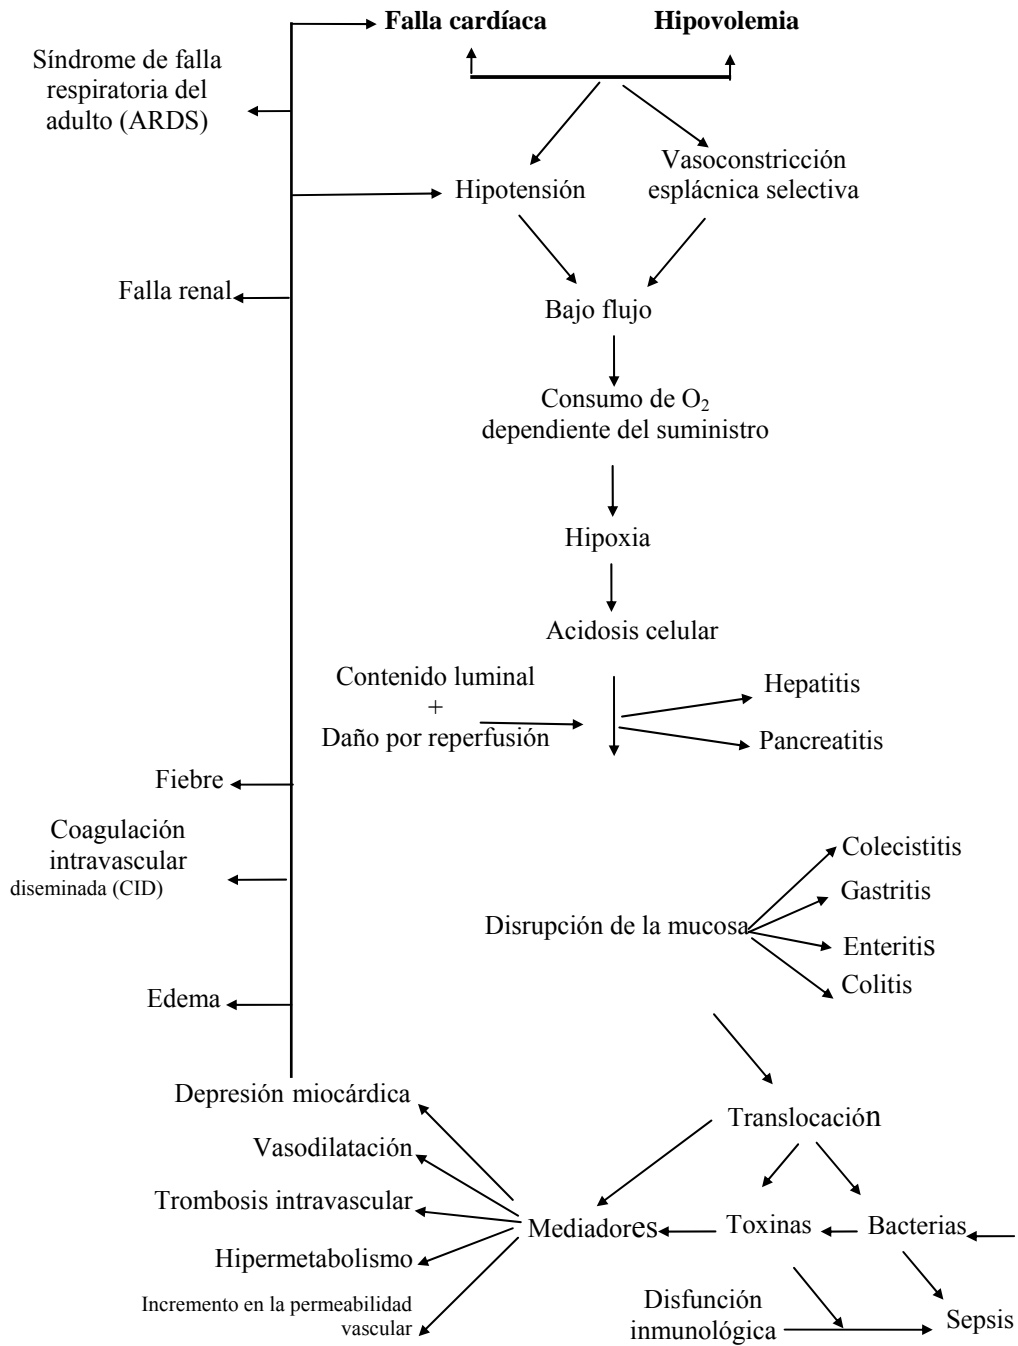 Falla cardíaca
Hipovolemia
Síndrome de falla
respiratoria del
adulto (ARDS)
Hipotensión
Vasoconstricción
esplácnica selectiva
Falla renal
Bajo flujo
Consumo de O₂
dependiente del suministro
Hipoxia
Acidosis celular
Contenido luminal
+
Daño por reperfusión
Hepatitis
Pancreatitis
Fiebre
Coagulación
intravascular
diseminada (CID)
Colecistitis
Gastritis
Disrupción de la mucosa
Enteritis
Colitis
Edema
Depresión miocárdica
Translocación
Vasodilatación
Trombosis intravascular
Mediadores
Toxinas
Bacterias
Hipermetabolismo
Incremento en la permeabilidad
vascular
Disfunción
inmunológica
Sepsis